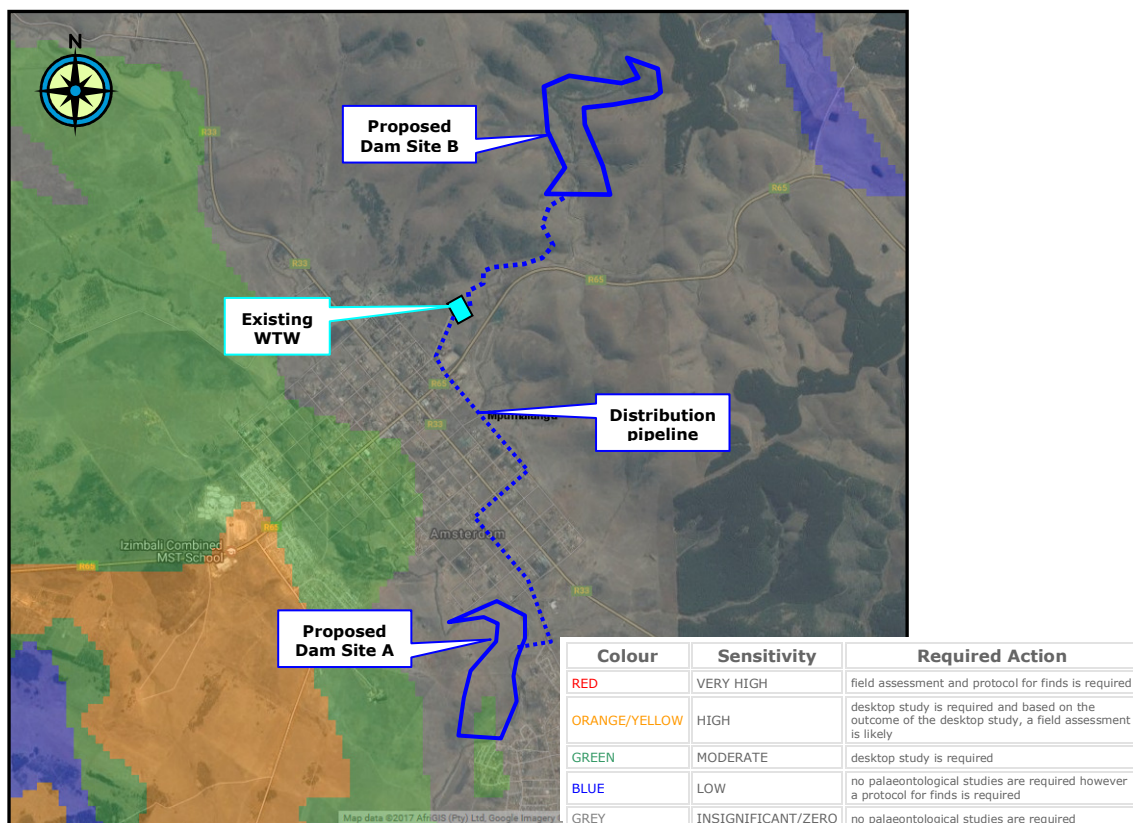 N
R33
Proposed
Dam Site B
R65
R33
R65
Existing
WTW
R65
Mpumalanga
Distribution
pipeline
R33
R65
Amsterdam
Izimbali Combined
MST-School
R65
R33
Proposed
Dam Site A
Colour Sensitivity Required Action
RED VERY HIGH field assessment and protocol for finds is required
ORANGE/YELLOW HIGH desktop study is required and based on the
outcome of the desktop study, a field assessment
is likely
GREEN MODERATE desktop study is required
BLUE LOW no palaeontological studies are required however
a protocol for finds is required
GREY INSIGNIFICANT/ZERO no palaeontological studies are required
Map data ©2017 AfriGIS (Pty) Ltd, Google Imagery